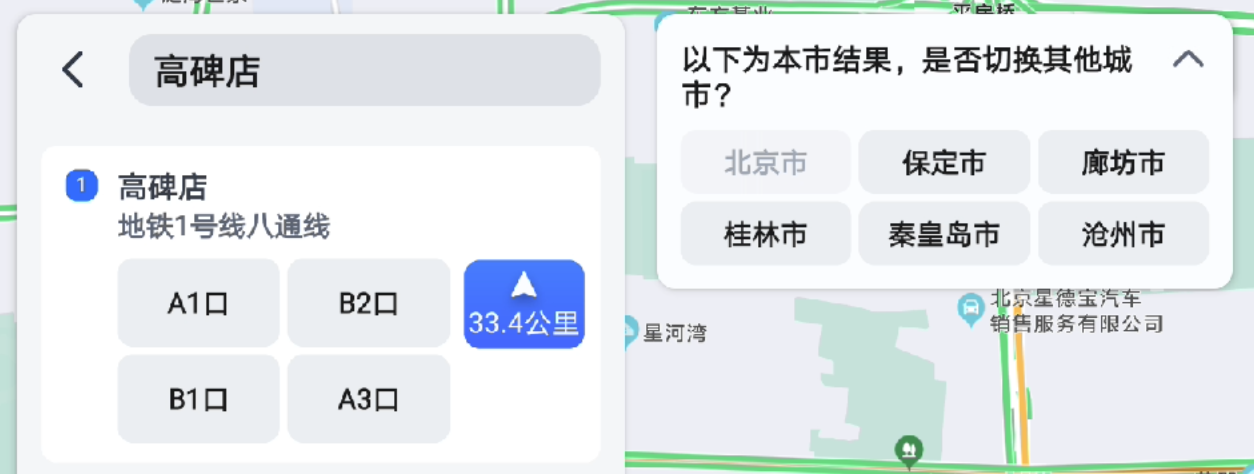 高碑店
1
高碑店
地铁1号线八通线
A1口
B2口
33.4公里
B1口
A3口
以下为本市结果，是否切换其他城
市？
北京市
保定市
廊坊市
桂林市
秦皇岛市
沧州市
北京星德宝汽车
销售服务有限公司
星河湾